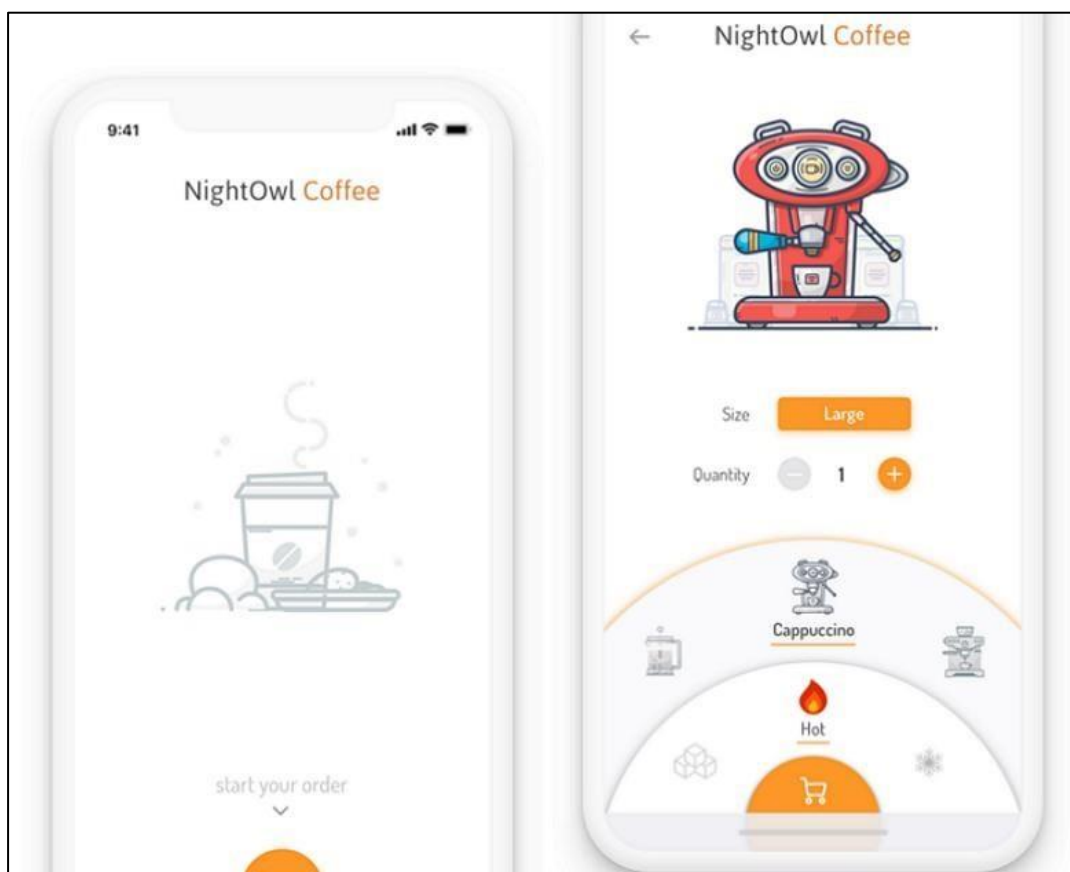 9:41
NightOwl Coffee
start your order
NightOwl Coffee
Size Large
Quantity 1
Cappuccino
Hot